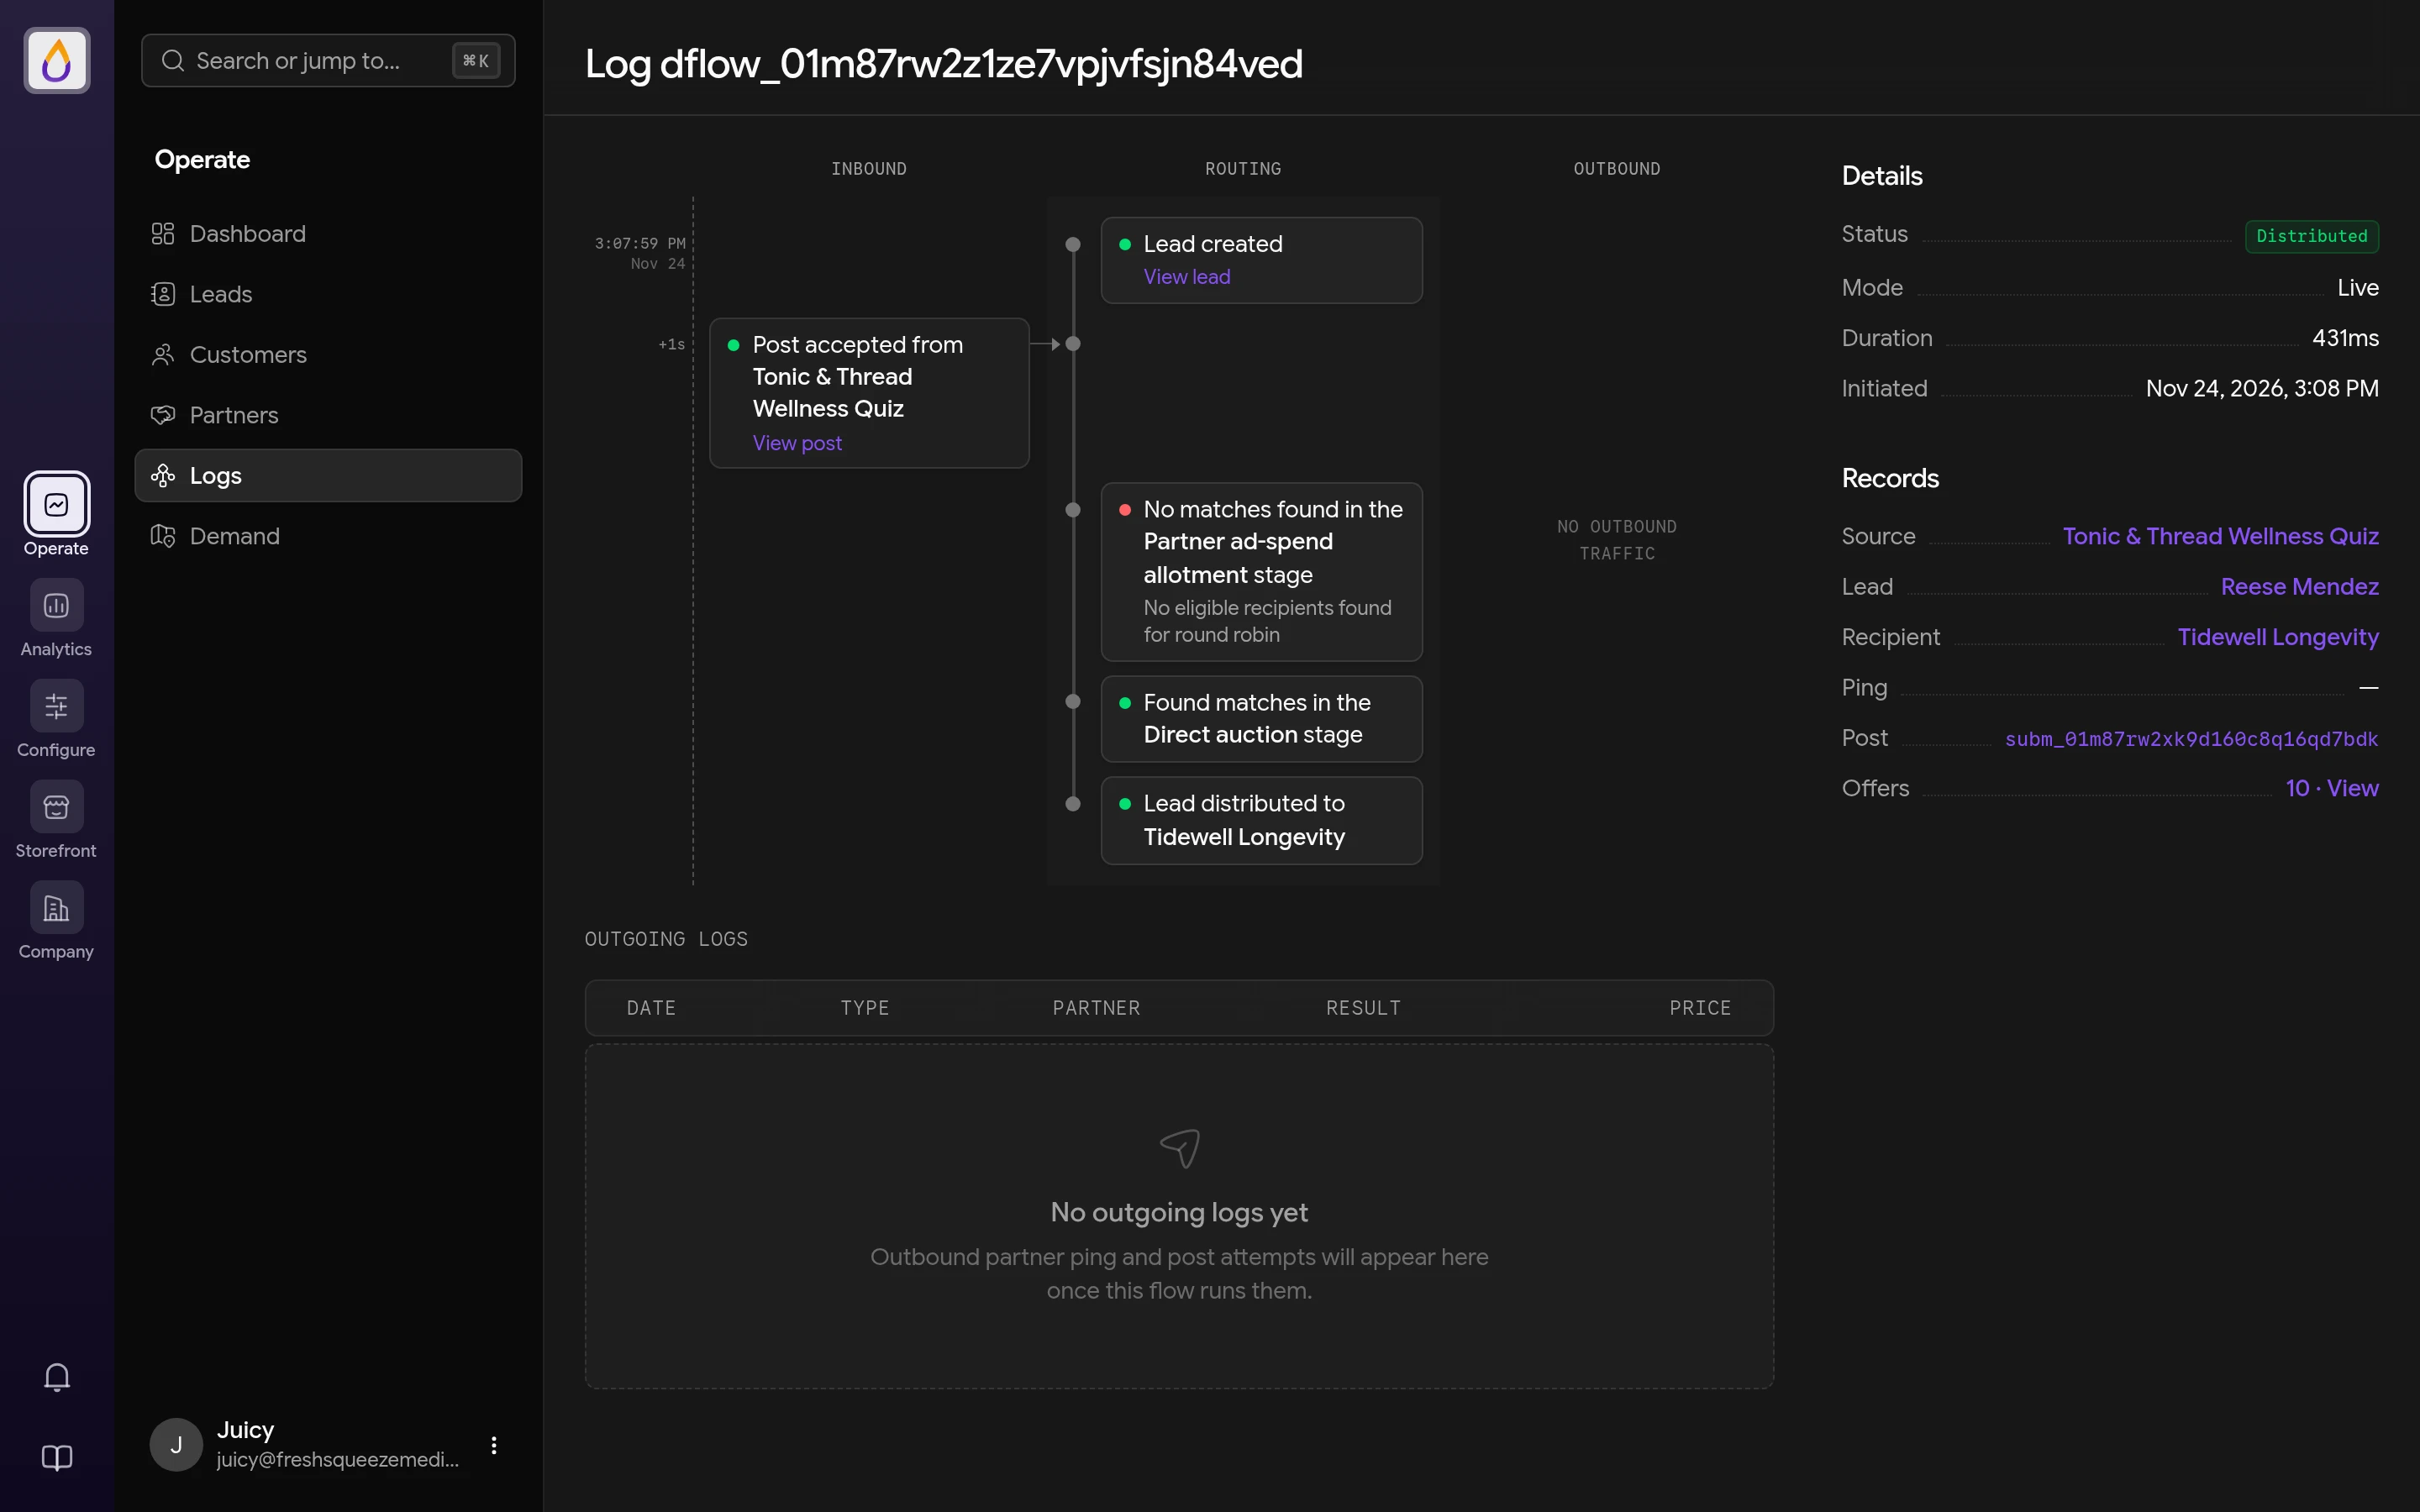 Search or jump to...
⌘K
Operate
Dashboard
Leads
Customers
Partners
Logs
Demand
Operate
Analytics
Configure
Storefront
Company
J
Juicy
juicy@freshsqueezemedi...
Log dflow_01m87rw2z1ze7vpjvfsjn84ved
INBOUND
ROUTING
OUTBOUND
3:07:59 PM
Nov 24
Lead created
View lead
+1s
Post accepted from
Tonic & Thread
Wellness Quiz
View post
No matches found in the
Partner ad-spend
allotment stage
No eligible recipients found
for round robin
NO OUTBOUND
TRAFFIC
Found matches in the
Direct auction stage
Lead distributed to
Tidewell Longevity
OUTGOING LOGS
DATE
TYPE
PARTNER
RESULT
PRICE
No outgoing logs yet
Outbound partner ping and post attempts will appear here
once this flow runs them.
Details
Status
Distributed
Mode
Live
Duration
431ms
Initiated
Nov 24, 2026, 3:08 PM
Records
Source
Tonic & Thread Wellness Quiz
Lead
Reese Mendez
Recipient
Tidewell Longevity
Ping
—
Post
subm_01m87rw2xk9d160c8q16qd7bdk
Offers
10 · View